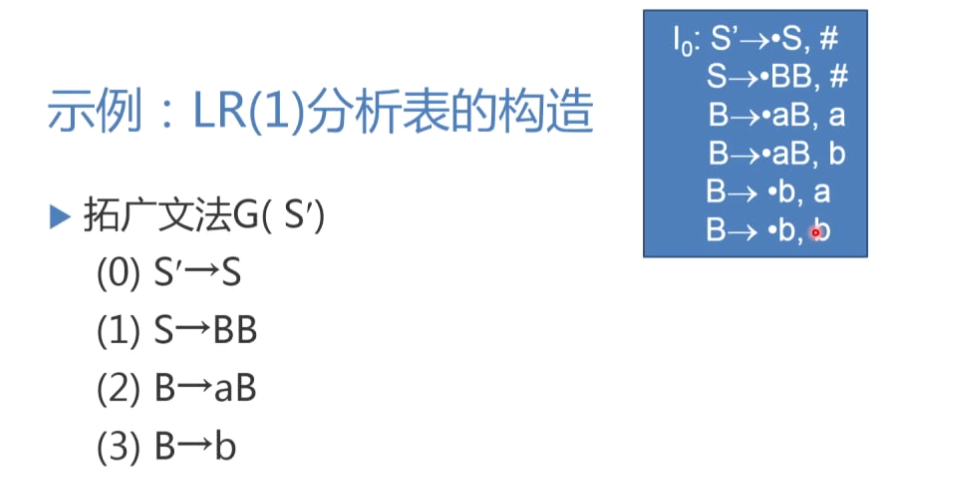 示例：LR(1)分析表的构造
拓广文法G( S′)
(0) S′→S
(1) S→BB
(2) B→aB
(3) B→b
I₀: S’→•S, #
S→•BB, #
B→•aB, a
B→•aB, b
B→ •b, a
B→ •b, b